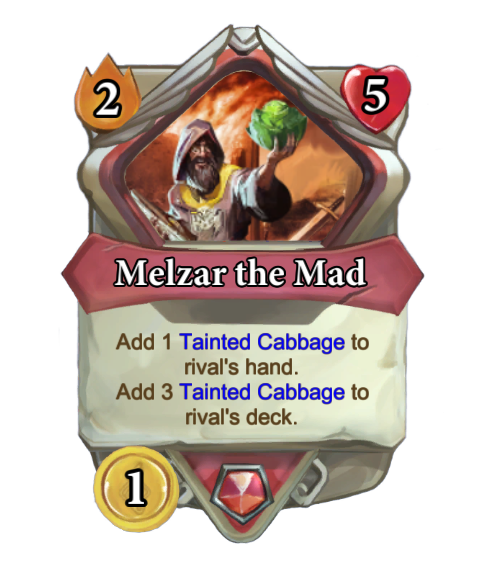 2
5
Melzar the Mad
Add 1 Tainted Cabbage to
rival's hand.
Add 3 Tainted Cabbage to
rival's deck.
1